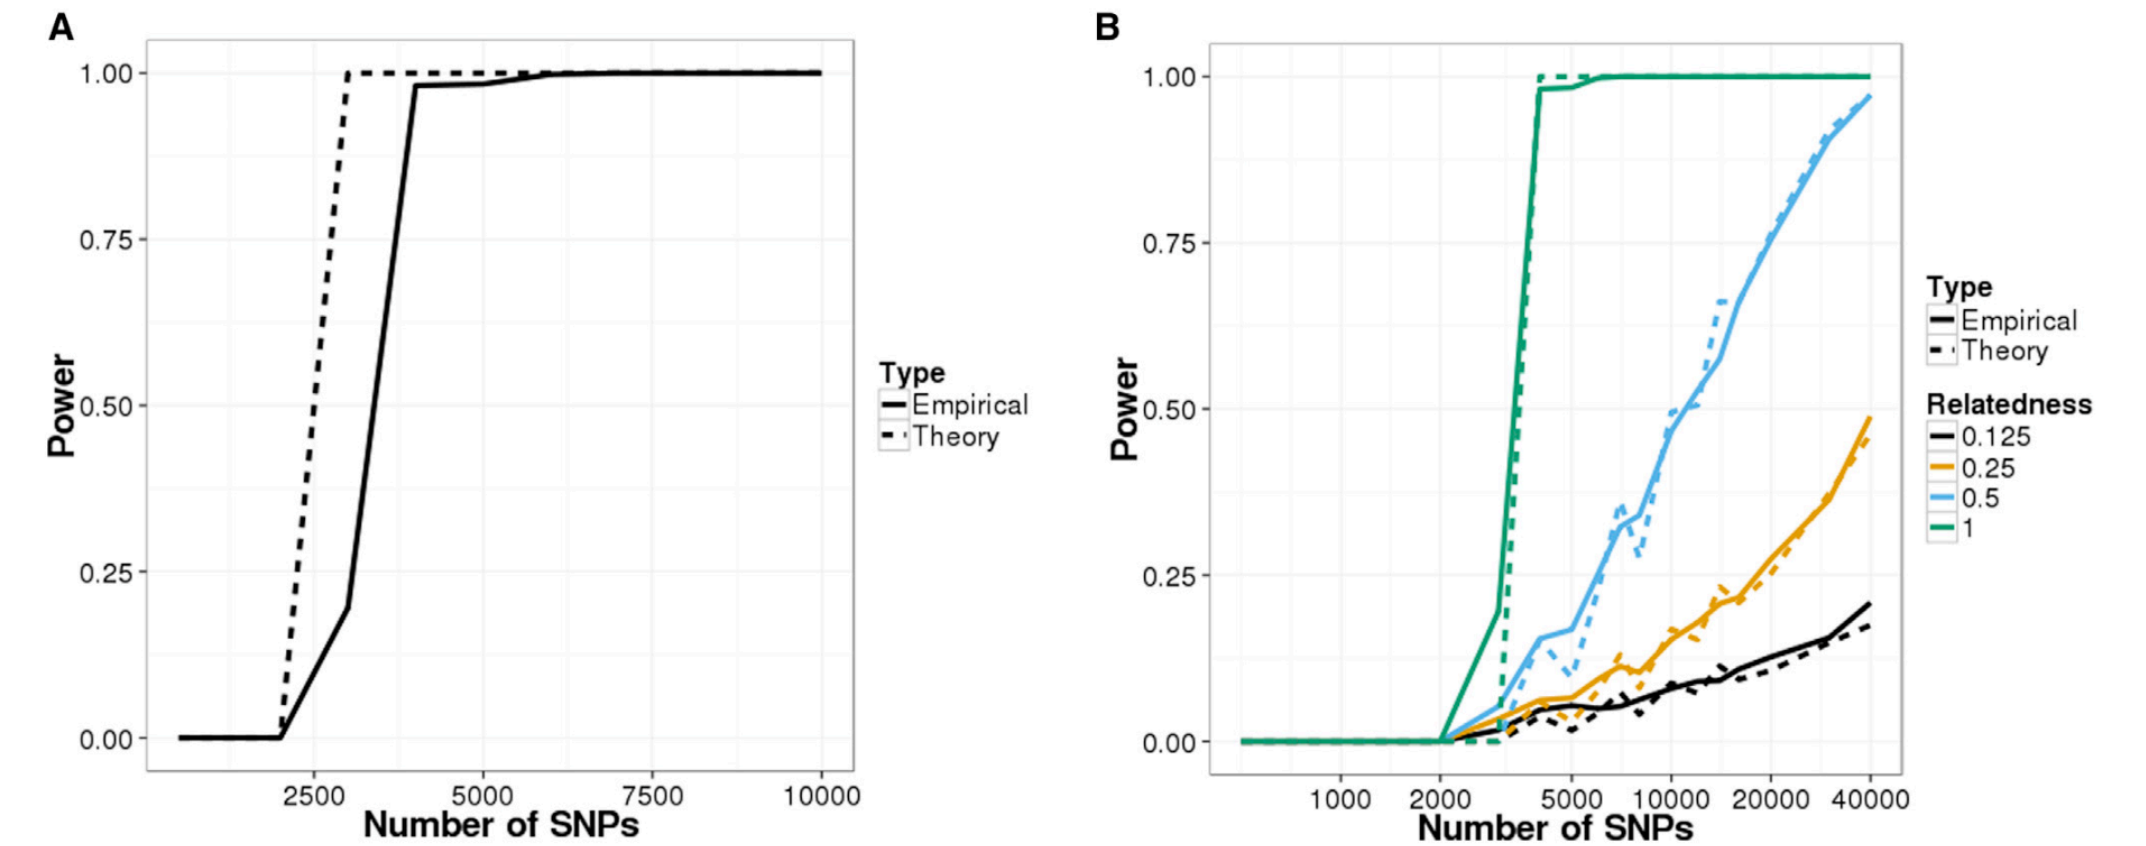 A
1.00
0.75
0.50
0.25
0.00
Power
2500 5000 7500 10000
Number of SNPs
Type
Empirical
Theory
B
1.00
0.75
0.50
0.25
0.00
Power
1000 2000 5000 10000 20000 40000
Number of SNPs
Type
Empirical
Theory
Relatedness
0.125
0.25
0.5
1